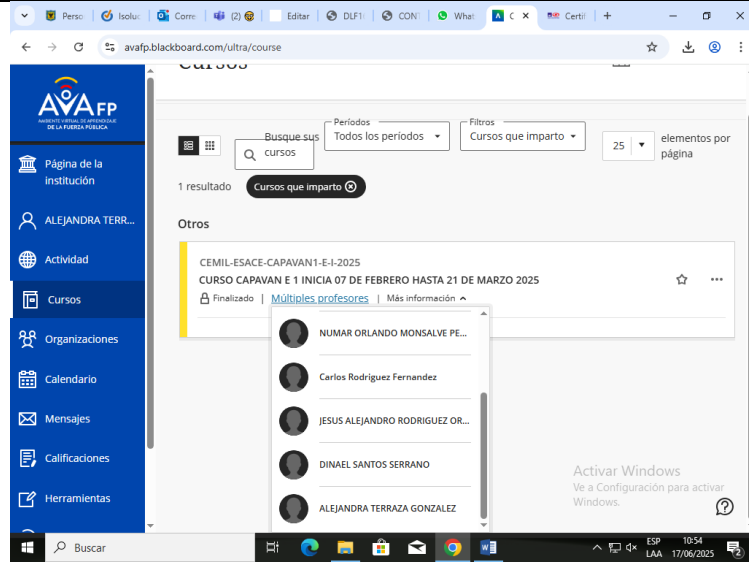 Perso
Isoluc
Corre
(2)
Editar
DLF1
CONT
What
C
Certif
avafp.blackboard.com/ultra/course
Cursos
AVAFP
AMBIENTE VIRTUAL DE APRENDIZAJE
DE LA FUERZA PÚBLICA
Página de la
institución
ALEJANDRA TERR...
Actividad
Cursos
Organizaciones
Calendario
Mensajes
Calificaciones
Herramientas
Busque sus
cursos
Períodos
Todos los períodos
Filtros
Cursos que imparto
25
elementos por
página
1 resultado
Cursos que imparto
Otros
CEMIL-ESACE-CAPAVAN1-E-I-2025
CURSO CAPAVAN E 1 INICIA 07 DE FEBRERO HASTA 21 DE MARZO 2025
Finalizado | Múltiples profesores | Más información
NUMAR ORLANDO MONSALVE PE...
Carlos Rodriguez Fernandez
JESUS ALEJANDRO RODRIGUEZ OR...
DINAEL SANTOS SERRANO
ALEJANDRA TERRAZA GONZALEZ
Activar Windows
Ve a Configuración para activar
Windows.
Buscar
ESP
LAA
10:54
17/06/2025
2